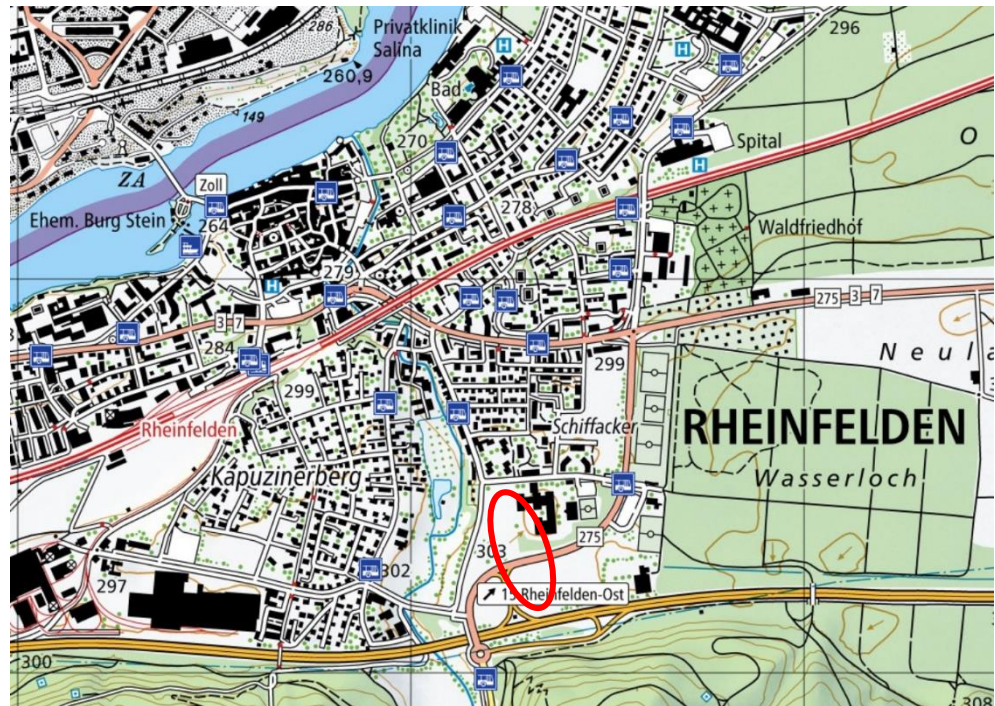 286
Privatklinik
Salina
260,9
296
Bad.
149
270
Spital
O
ZA
Zoll
Ehem. Burg Stein
264
278
Waldfriedhof
279
275 3 7
3 7
284
299
299
Neula
Schiffacker
RHEINFELDEN
Rheinfelden
Kapuzinerberg
Wasserloch
303
275
297
302
15 Rheinfelden-Ost
300
308
H
H
H
H